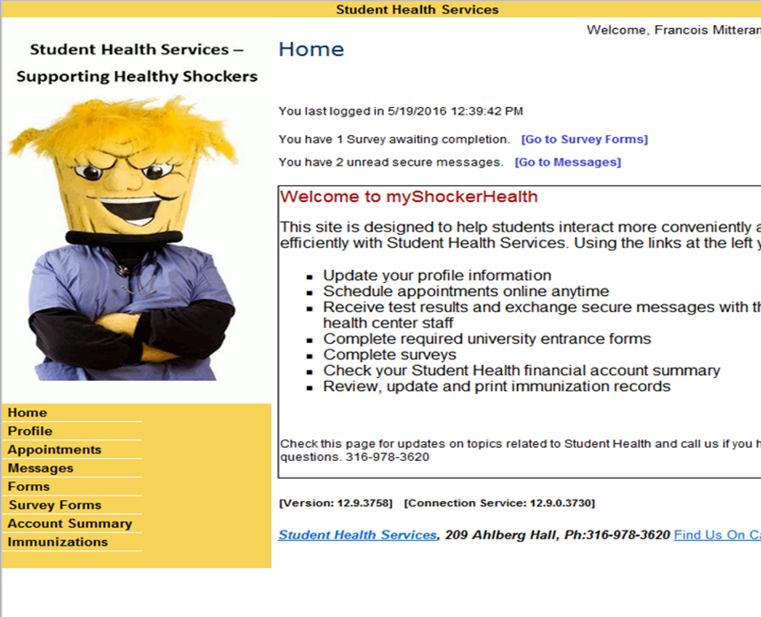 Student Health Services
Welcome, Francois
Student Health Services –
Supporting Healthy Shockers
Home
You last logged in 5/19/2016 12:39:42 PM
You have 1 Survey awaiting completion. [Go to Survey Forms]
You have 2 unread secure messages. [Go to Messages]
Welcome to myShockerHealth
This site is designed to help students interact more conveniently
efficiently with Student Health Services. Using the links at the left
▪ Update your profile information
▪ Schedule appointments online anytime
▪ Receive test results and exchange secure messages with
health center staff
▪ Complete required university entrance forms
▪ Complete surveys
▪ Check your Student Health financial account summary
▪ Review, update and print immunization records
Check this page for updates on topics related to Student Health and call us if you
questions. 316-978-3620
[Version: 12.9.3758] [Connection Service: 12.9.0.3730]
Student Health Services, 209 Ahlberg Hall, Ph:316-978-3620 Find Us On
Home
Profile
Appointments
Messages
Forms
Survey Forms
Account Summary
Immunizations